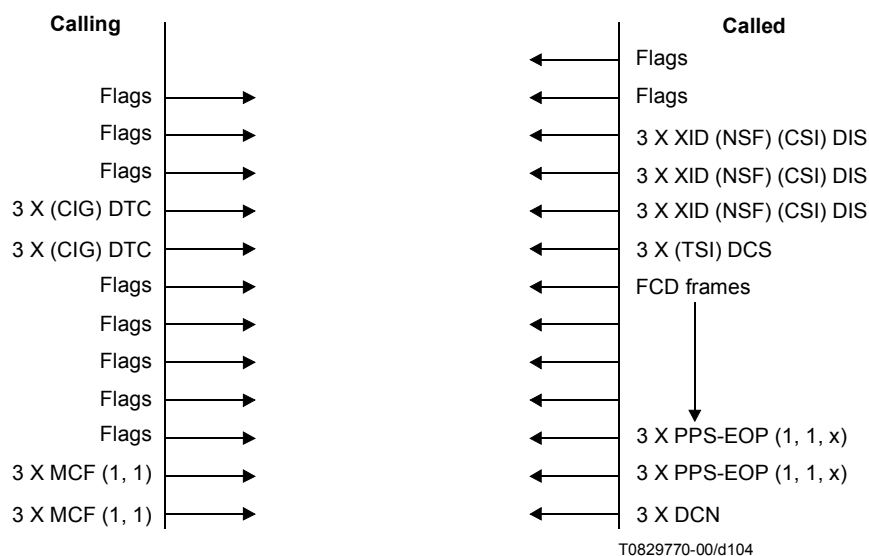 Calling Called
Flags
Flags Flags
Flags 3 X XID (NSF) (CSI) DIS
Flags 3 X XID (NSF) (CSI) DIS
3 X (CIG) DTC 3 X XID (NSF) (CSI) DIS
3 X (CIG) DTC 3 X (TSI) DCS
Flags FCD frames
Flags
Flags
Flags
Flags 3 X PPS-EOP (1, 1, x)
3 X MCF (1, 1) 3 X PPS-EOP (1, 1, x)
3 X MCF (1, 1) 3 X DCN
T0829770-00/d104